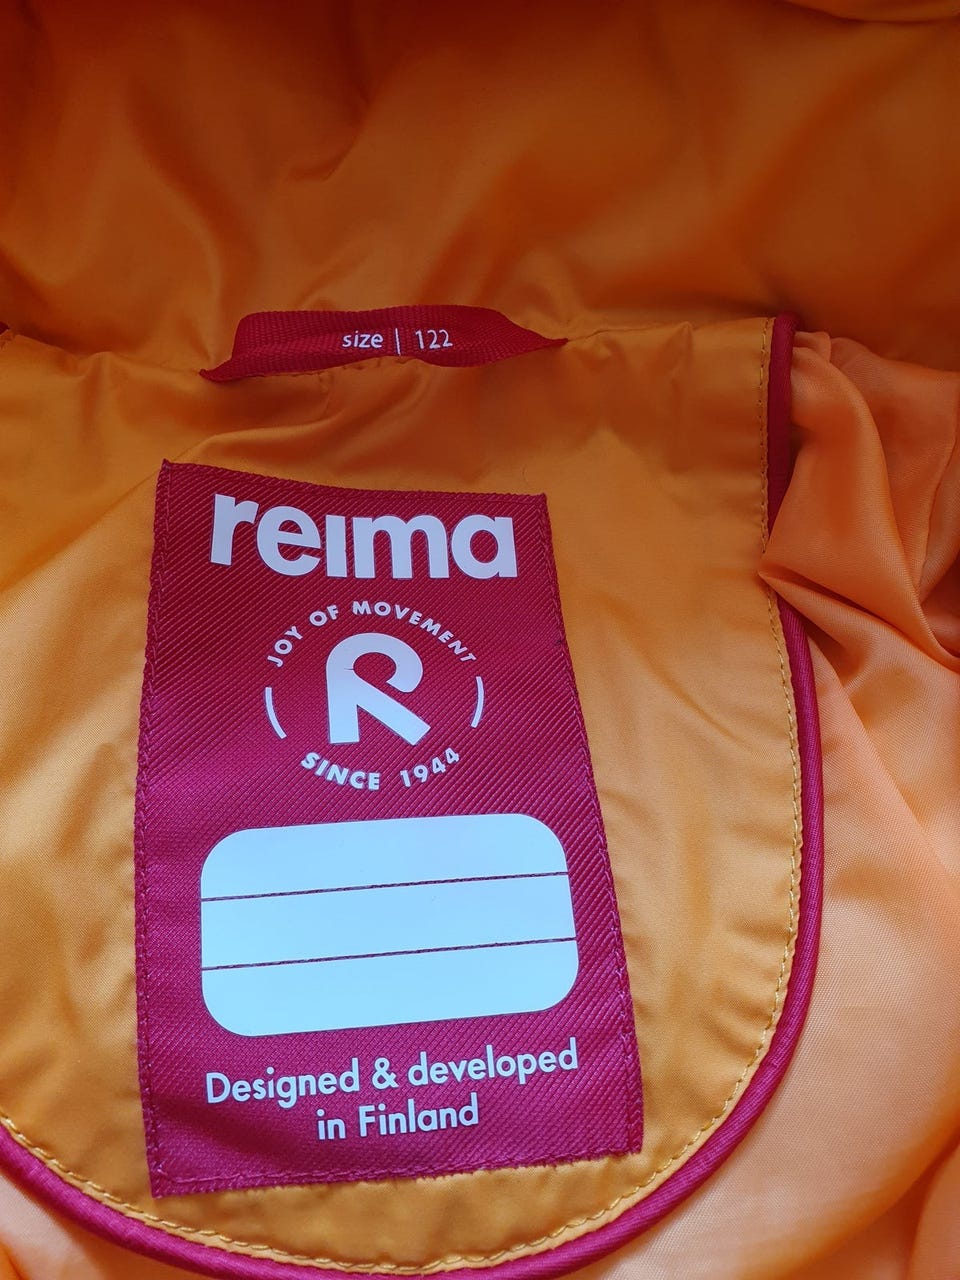 size | 122
reima
JOY OF MOVEMENT
R
SINCE 1944
Designed & developed
in Finland